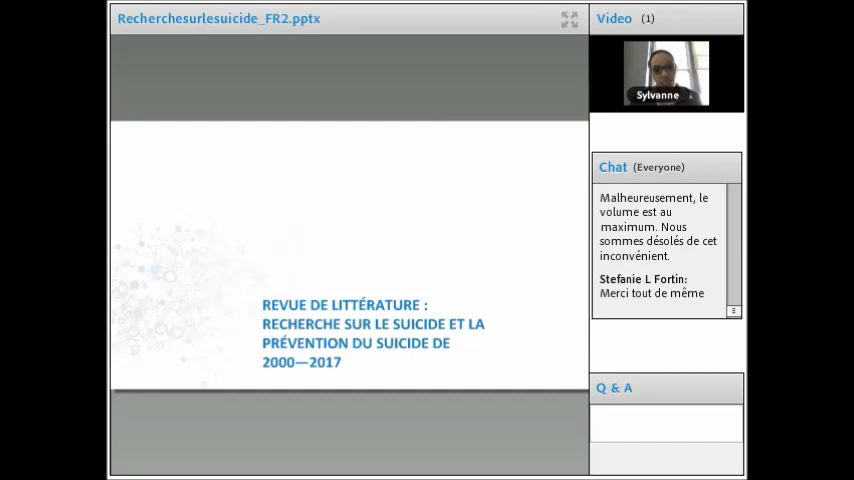 Recherchesurlesuicide_FR2.pptx
REVUE DE LITTÉRATURE :
RECHERCHE SUR LE SUICIDE ET LA
PRÉVENTION DU SUICIDE DE
2000—2017
Video (1)
Sylvanne
Chat (Everyone)
Malheureusement, le
volume est au
maximum. Nous
sommes désolés de cet
inconvénient.
Stefanie L Fortin:
Merci tout de même
Q & A